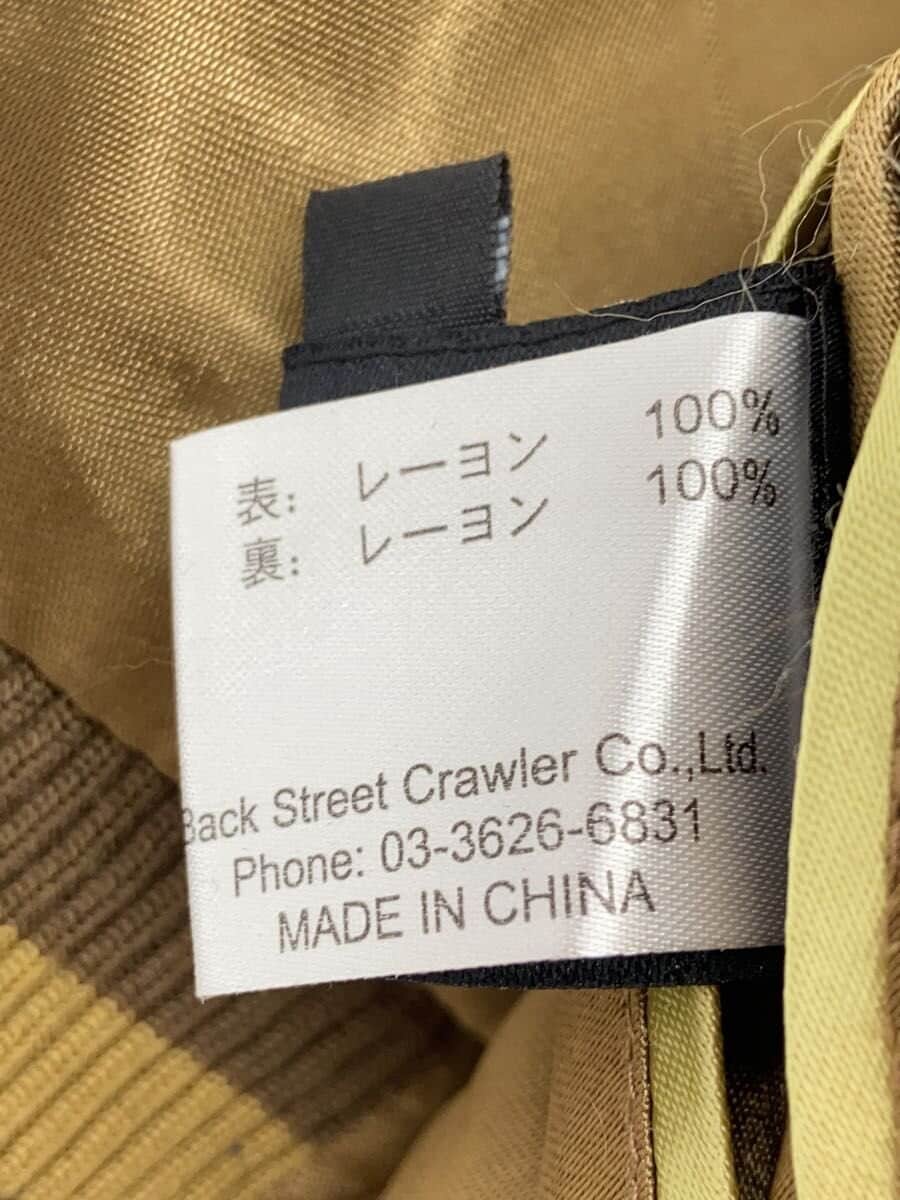 表: レーヨン 100%
裏: レーヨン 100%
Back Street Crawler Co.,Ltd.
Phone: 03-3626-6831
MADE IN CHINA